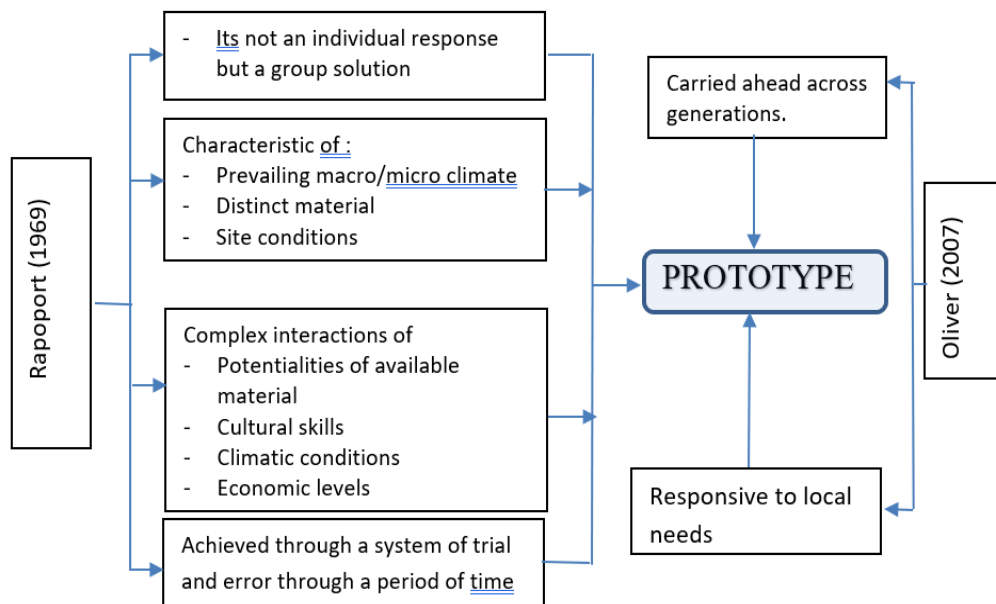 Rapoport (1969)
- Its not an individual response
but a group solution
Characteristic of :
- Prevailing macro/micro climate
- Distinct material
- Site conditions
Complex interactions of
- Potentialities of available
material
- Cultural skills
- Climatic conditions
- Economic levels
Achieved through a system of trial
and error through a period of time
Carried ahead across
generations.
PROTOTYPE
Responsive to local
needs
Oliver (2007)